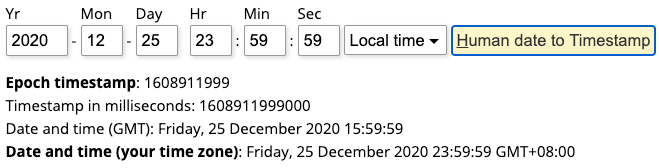 Yr Mon Day Hr Min Sec
2020 - 12 - 25 23 : 59 : 59 Local time Human date to Timestamp
Epoch timestamp: 1608911999
Timestamp in milliseconds: 1608911999000
Date and time (GMT): Friday, 25 December 2020 15:59:59
Date and time (your time zone): Friday, 25 December 2020 23:59:59 GMT+08:00